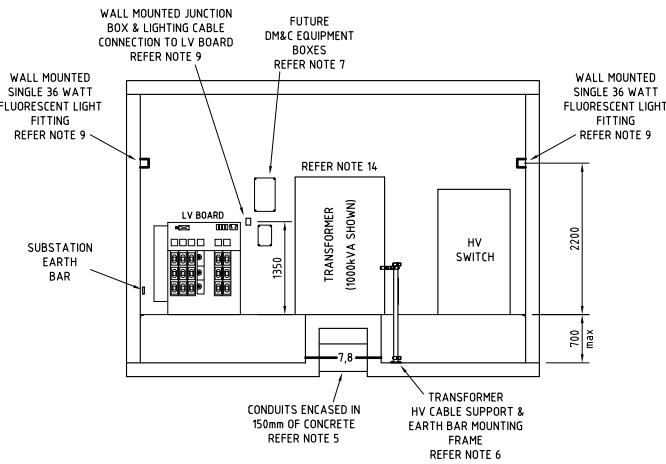 WALL MOUNTED JUNCTION
BOX & LIGHTING CABLE
CONNECTION TO LV BOARD
REFER NOTE 9
FUTURE
DM&C EQUIPMENT
BOXES
REFER NOTE 7
WALL MOUNTED
SINGLE 36 WATT
FLUORESCENT LIGHT
FITTING
REFER NOTE 9
WALL MOUNTED
SINGLE 36 WATT
FLUORESCENT LIGHT
FITTING
REFER NOTE 9
REFER NOTE 14
LV BOARD
TRANSFORMER
(1000kVA SHOWN)
HV
SWITCH
2200
1350
SUBSTATION
EARTH
BAR
700
max
7,8
CONDUITS ENCASED IN
150mm OF CONCRETE
REFER NOTE 5
TRANSFORMER
HV CABLE SUPPORT &
EARTH BAR MOUNTING
FRAME
REFER NOTE 6